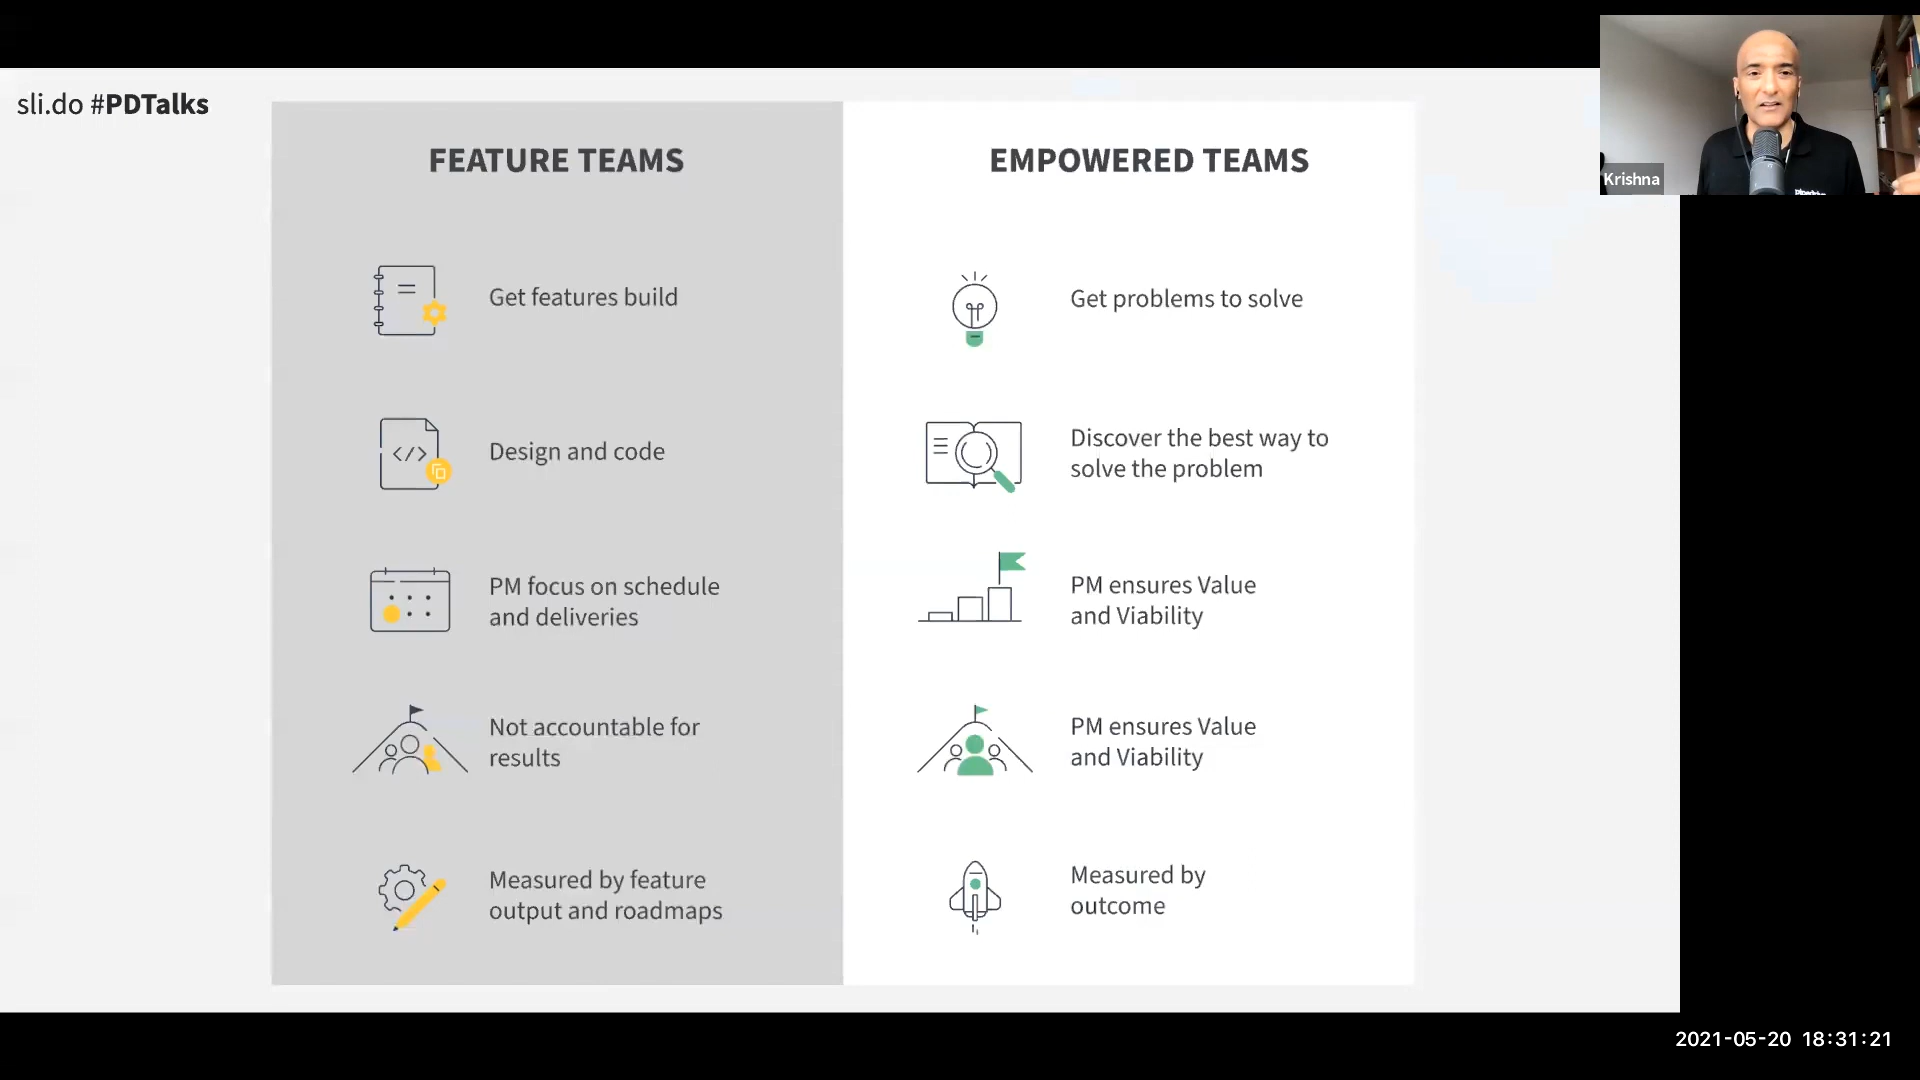 sli.do #PDTalks
FEATURE TEAMS
Get features build
Design and code
PM focus on schedule
and deliveries
Not accountable for
results
Measured by feature
output and roadmaps
EMPOWERED TEAMS
Get problems to solve
Discover the best way to
solve the problem
PM ensures Value
and Viability
PM ensures Value
and Viability
Measured by
outcome
Krishna
2021-05-20 18:31:21